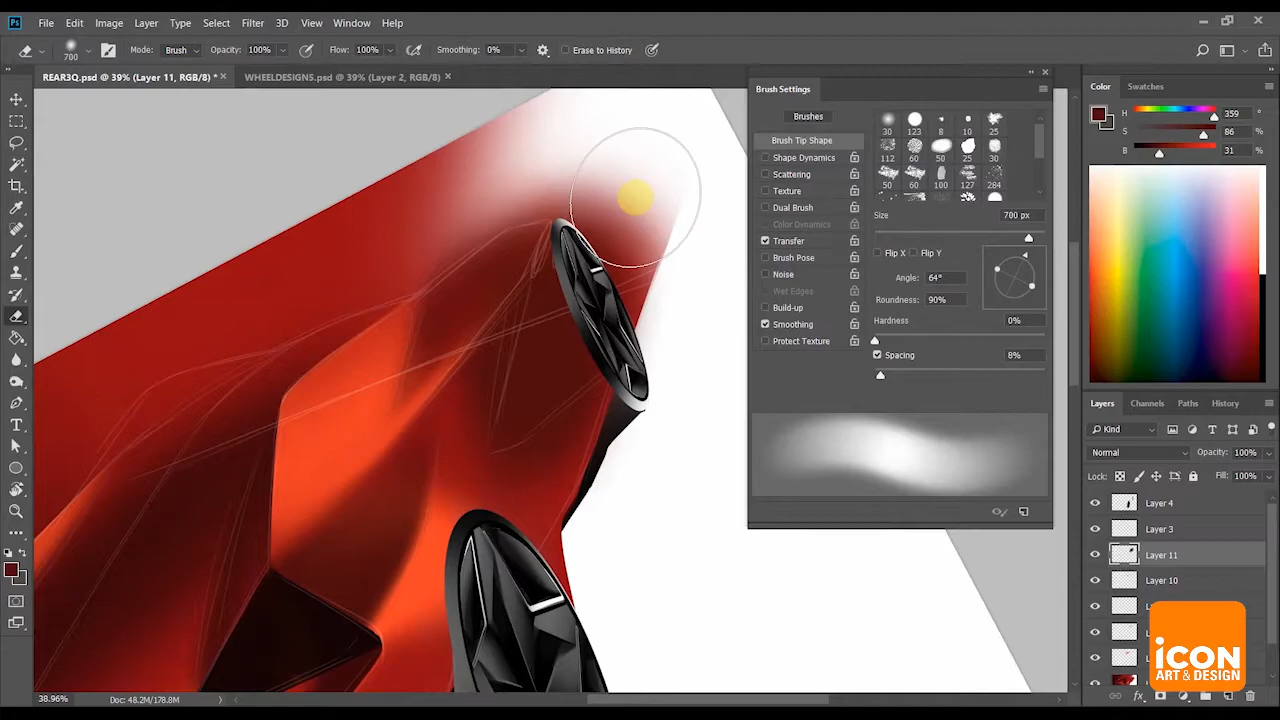 Ps File Edit Image Layer Type Select Filter 3D View Window Help
700 Mode: Brush Opacity: 100% Flow: 100% Smoothing: 0% Erase to History
REAR3Q.psd @ 39% (Layer 11, RGB/8) * × WHEELDESIGNS.psd @ 39% (Layer 2, RGB/8) ×
Brush Settings
Brushes
Brush Tip Shape
Shape Dynamics
Scattering
Texture
Dual Brush
Color Dynamics
Transfer
Brush Pose
Noise
Wet Edges
Build-up
Smoothing
Protect Texture
30 123 8 10 25
112 60 50 25 30
50 60 100 127 284
Size 700 px
Flip X Flip Y
Angle: 64°
Roundness: 90%
Hardness 0%
Spacing 8%
Color Swatches
H 359 °
S 86 %
B 31 %
Layers Channels Paths History
Kind
Normal Opacity: 100%
Lock: Fill: 100%
Layer 4
Layer 3
Layer 11
Layer 10
iCON
ART & DESIGN
38.96% Doc: 48.2M/178.8M